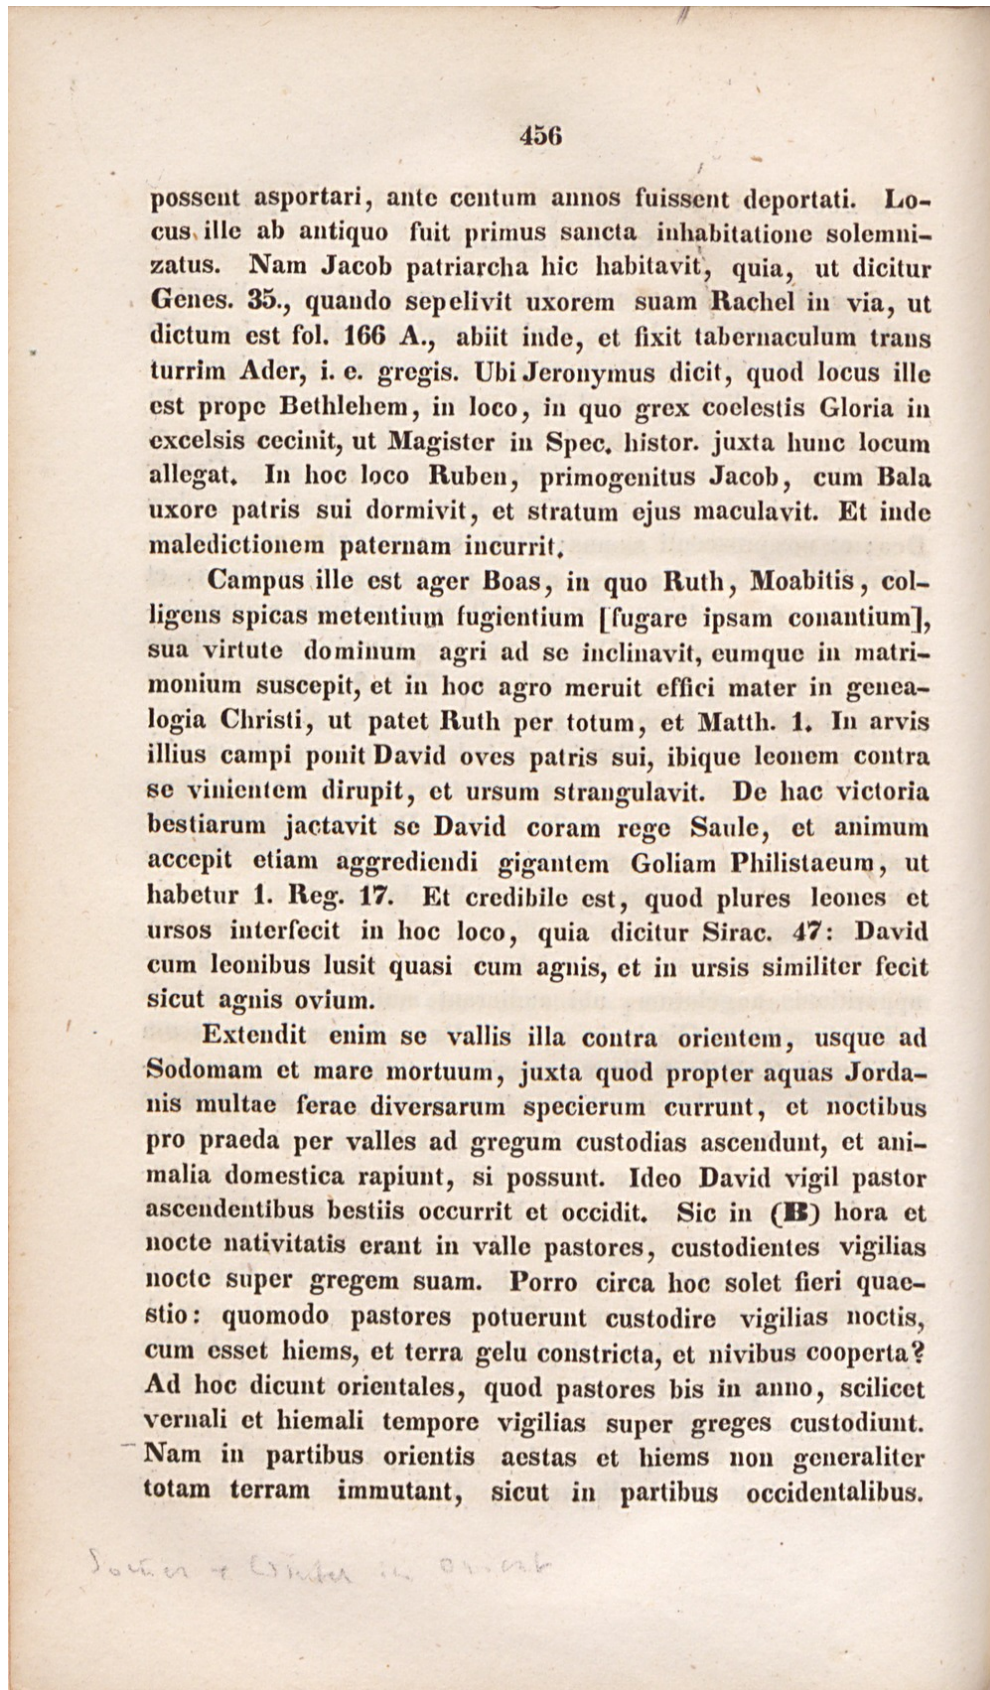 456
possent asportari, ante centum annos fuissent deportati. Lo-
cus ille ab antiquo fuit primus sancta inhabitatione solemni-
zatus. Nam Jacob patriarcha hic habitavit, quia, ut dicitur
Genes. 35., quando sepelivit uxorem suam Rachel in via, ut
dictum est fol. 166 A., abiit inde, et fixit tabernaculum trans
turrim Ader, i. e. gregis. Ubi Jeronymus dicit, quod locus ille
est prope Bethlehem, in loco, in quo grex coelestis Gloria in
excelsis cecinit, ut Magister in Spec. histor. juxta hunc locum
allegat. In hoc loco Ruben, primogenitus Jacob, cum Bala
uxore patris sui dormivit, et stratum ejus maculavit. Et inde
maledictionem paternam incurrit.
Campus ille est ager Boas, in quo Ruth, Moabitis, col-
ligens spicas metentium fugientium [fugare ipsam conantium],
sua virtute dominum agri ad se inclinavit, eumque in matri-
monium suscepit, et in hoc agro meruit effici mater in genea-
logia Christi, ut patet Ruth per totum, et Matth. 1. In arvis
illius campi ponit David oves patris sui, ibique leonem contra
se vinientem dirupit, et ursum strangulavit. De hac victoria
bestiarum jactavit se David coram rege Saule, et animum
accepit etiam aggrediendi gigantem Goliam Philistaeum, ut
habetur 1. Reg. 17. Et credibile est, quod plures leones et
ursos interfecit in hoc loco, quia dicitur Sirac. 47: David
cum leonibus lusit quasi cum agnis, et in ursis similiter fecit
sicut agnis ovium.
Extendit enim se vallis illa contra orientem, usque ad
Sodomam et mare mortuum, juxta quod propter aquas Jorda-
nis multae ferae diversarum specierum currunt, et noctibus
pro praeda per valles ad gregum custodias ascendunt, et ani-
malia domestica rapiunt, si possunt. Ideo David vigil pastor
ascendentibus bestiis occurrit et occidit. Sic in (B) hora et
nocte nativitatis erant in valle pastores, custodientes vigilias
nocte super gregem suam. Porro circa hoc solet fieri quae-
stio: quomodo pastores potuerunt custodire vigilias noctis,
cum esset hiems, et terra gelu constricta, et nivibus cooperta?
Ad hoc dicunt orientales, quod pastores bis in anno, scilicet
vernali et hiemali tempore vigilias super greges custodiunt.
Nam in partibus orientis aestas et hiems non generaliter
totam terram immutant, sicut in partibus occidentalibus.
Winter in Orient